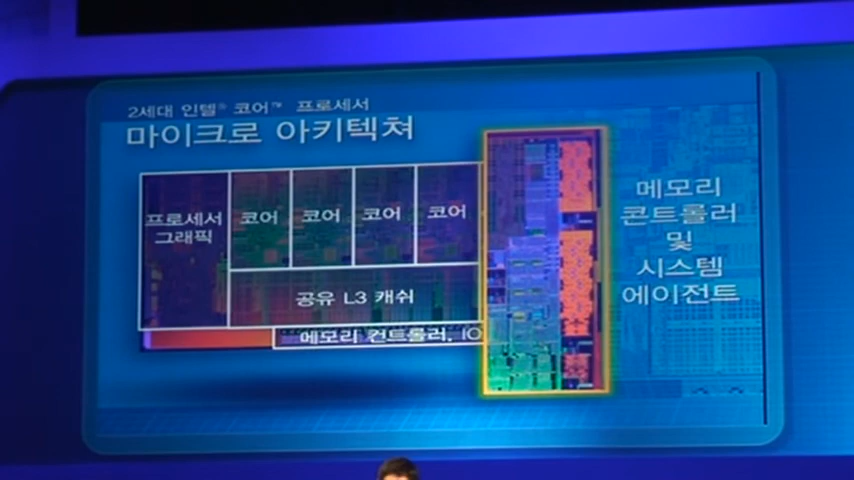 2세대 인텔® 코어™ 프로세서
마이크로 아키텍쳐
프로세서
그래픽
코어
코어
코어
코어
공유 L3 캐쉬
메모리 컨트롤러, IO
메모리
콘트롤러
및
시스템
에이전트